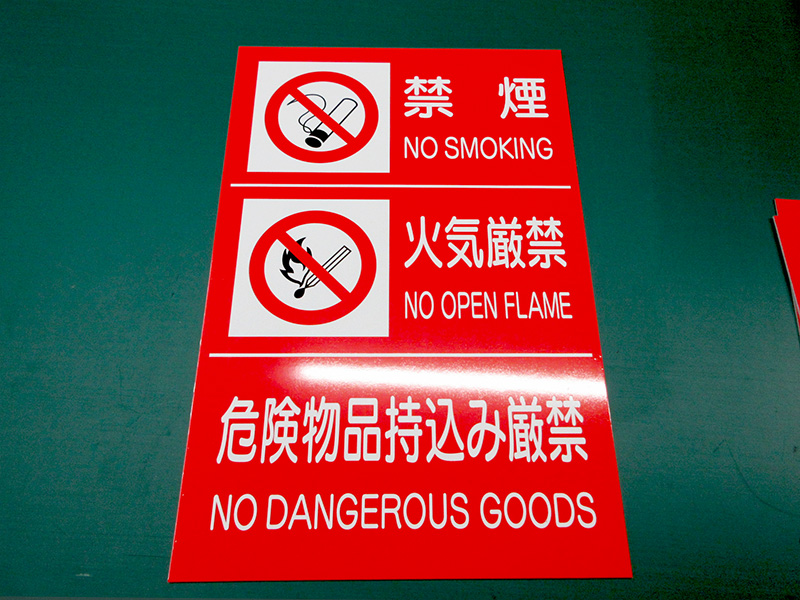 禁 煙
NO SMOKING
火気厳禁
NO OPEN FLAME
危険物品持込み厳禁
NO DANGEROUS GOODS